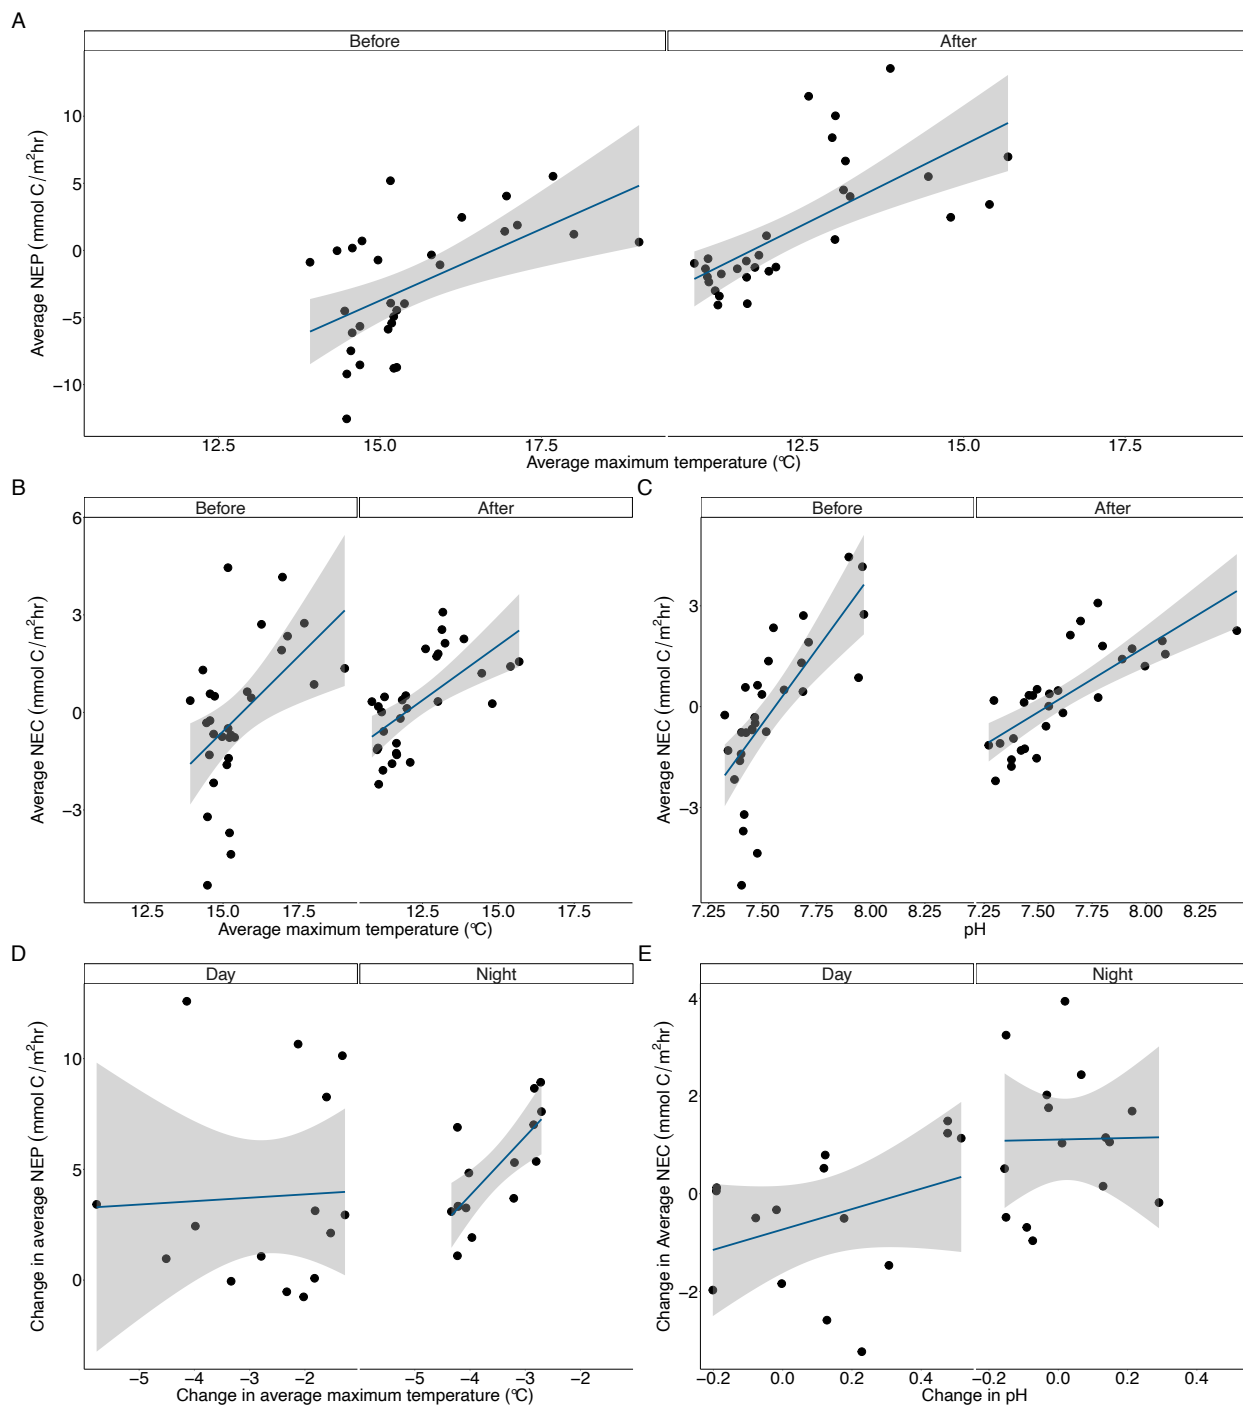 A
Before After
Average NEP (mmol C/m²hr)
10
5
0
−5
−10
12.5 15.0 17.5 12.5 15.0 17.5
Average maximum temperature (°C)
B
Before After
Average NEC (mmol C/m²hr)
6
3
0
−3
12.5 15.0 17.5 12.5 15.0 17.5
Average maximum temperature (°C)
C
Before After
Average NEC (mmol C/m²hr)
3
0
−3
7.25 7.50 7.75 8.00 8.25 7.25 7.50 7.75 8.00 8.25
pH
D
Day Night
Change in average NEP (mmol C/m²hr)
10
5
0
−5 −4 −3 −2 −5 −4 −3 −2
Change in average maximum temperature (°C)
E
Day Night
Change in Average NEC (mmol C/m²hr)
4
2
0
−2
−0.2 0.0 0.2 0.4 −0.2 0.0 0.2 0.4
Change in pH